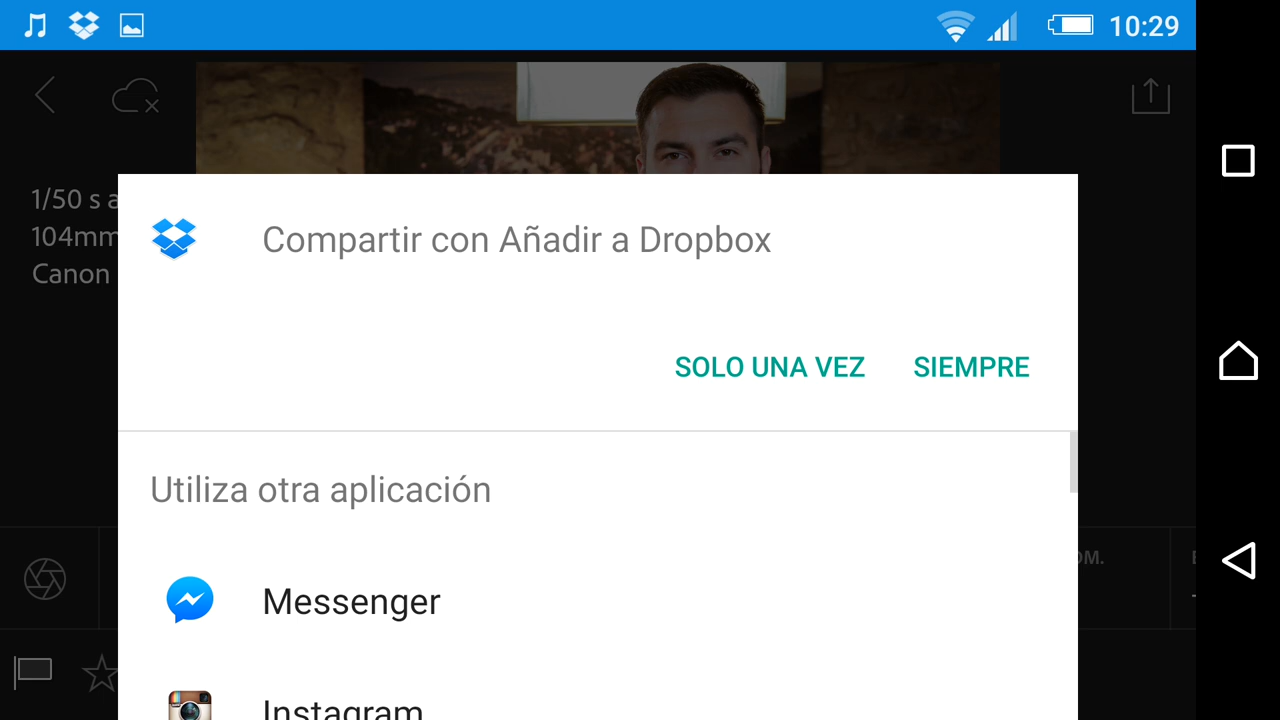 10:29
1/50 s a
104mm
Canon
Compartir con Añadir a Dropbox
SOLO UNA VEZ SIEMPRE
Utiliza otra aplicación
OM.
Messenger
Instagram